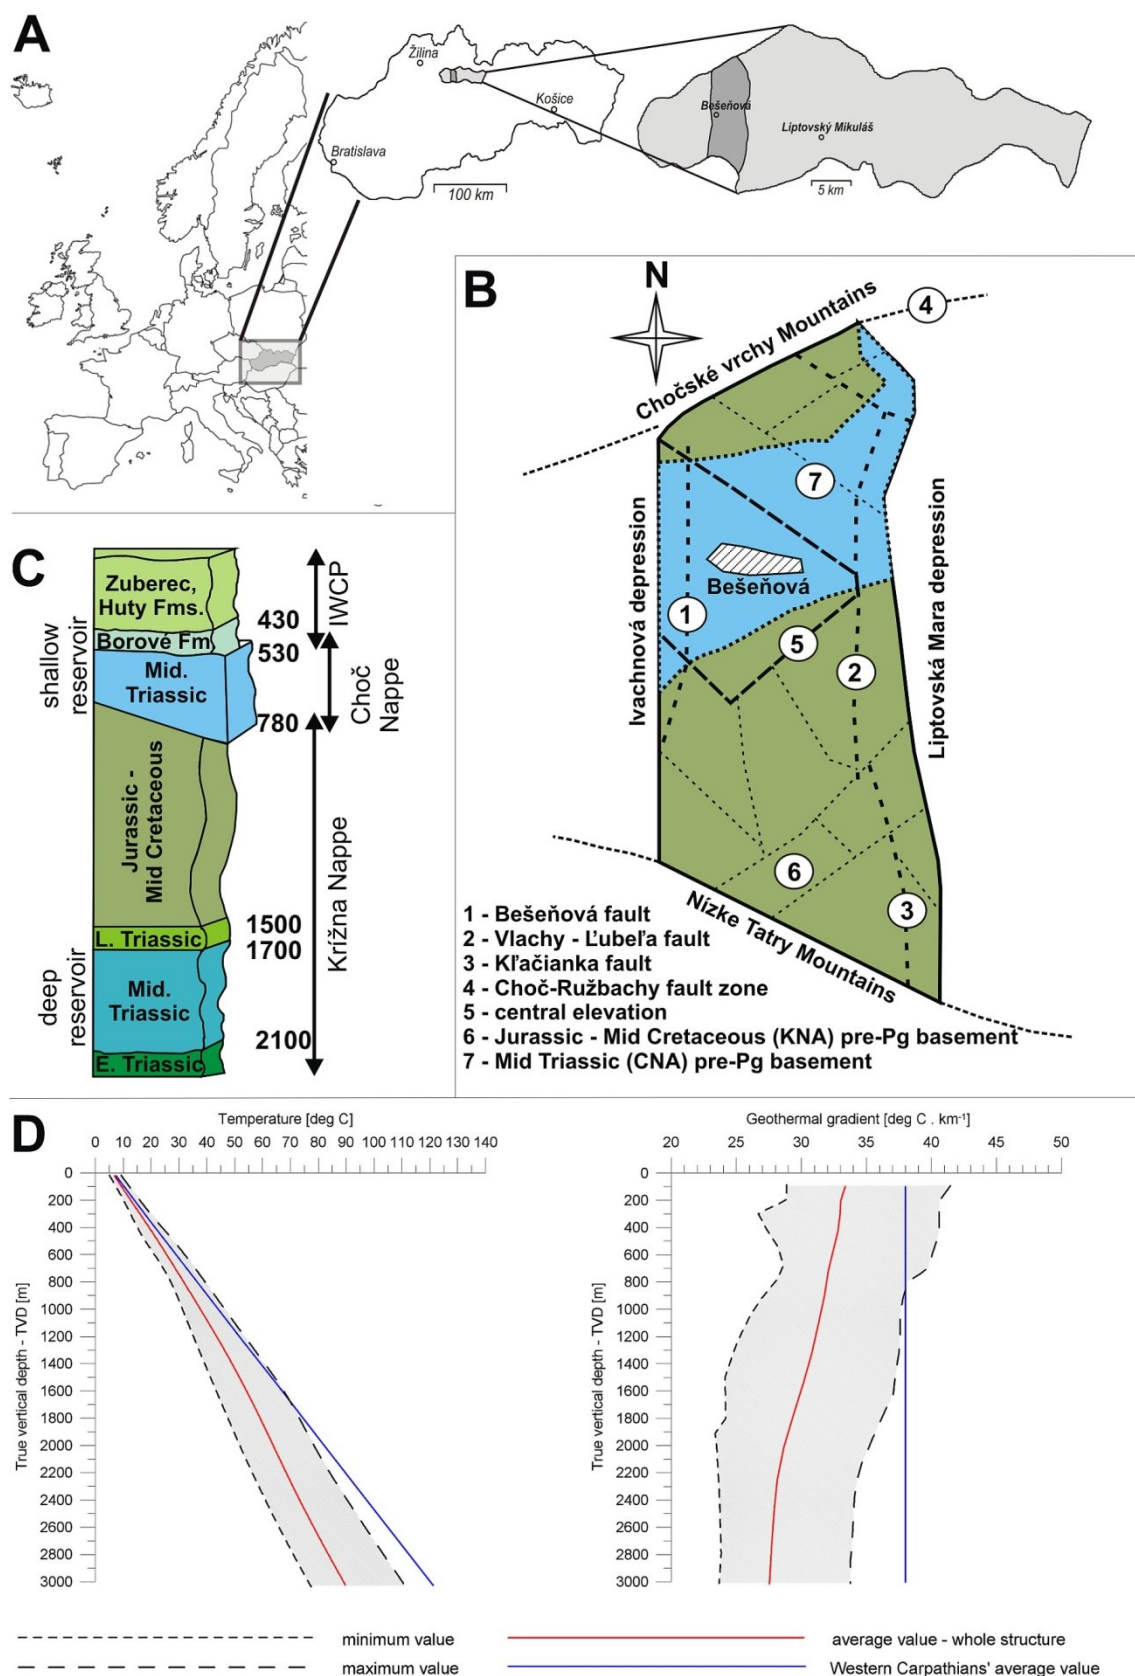 A
Žilina
Košice
Bratislava
100 km
Bešeňová
Liptovský Mikuláš
5 km
B
N
Chočské vrchy Mountains
4
7
Ivachnová depression
Liptovská Mara depression
Bešeňová
1
5
2
6
3
Nízke Tatry Mountains
1 - Bešeňová fault
2 - Vlachy - Ľubeľa fault
3 - Kľačianka fault
4 - Choč-Ružbachy fault zone
5 - central elevation
6 - Jurassic - Mid Cretaceous (KNA) pre-Pg basement
7 - Mid Triassic (CNA) pre-Pg basement
C
shallow
reservoir
deep
reservoir
Zuberec,
Huty Fms.
430
Borové Fm
530
Mid.
Triassic
780
Jurassic -
Mid Cretaceous
1500
L. Triassic
1700
Mid.
Triassic
2100
E. Triassic
IWCP
Choč
Nappe
Krížna Nappe
D
Temperature [deg C]
0 10 20 30 40 50 60 70 80 90 100 110 120 130 140
True vertical depth - TVD [m]
0
200
400
600
800
1000
1200
1400
1600
1800
2000
2200
2400
2600
2800
3000
Geothermal gradient [deg C . km⁻¹]
20 25 30 35 40 45 50
True vertical depth - TVD [m]
0
200
400
600
800
1000
1200
1400
1600
1800
2000
2200
2400
2600
2800
3000
minimum value
maximum value
average value - whole structure
Western Carpathians' average value